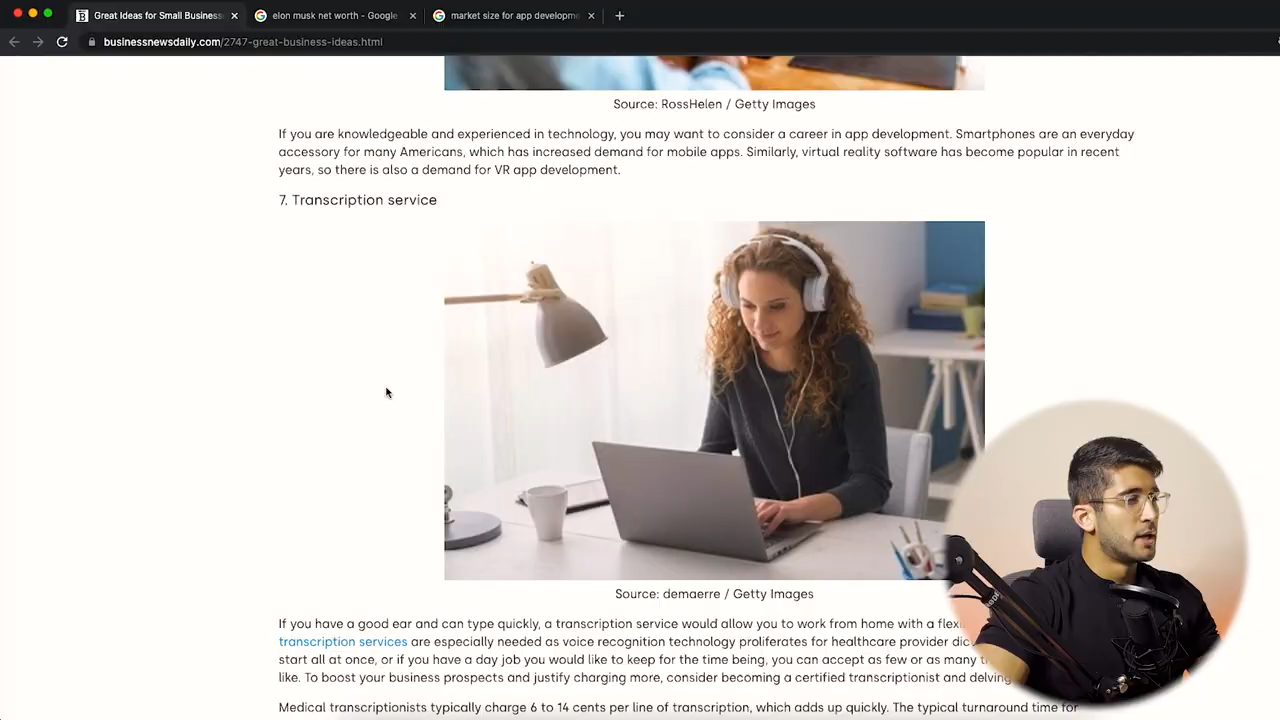 Great Ideas for Small Business
elon musk net worth - Google
market size for app developm
businessnewsdaily.com/2747-great-business-ideas.html
Source: RossHelen / Getty Images
If you are knowledgeable and experienced in technology, you may want to consider a career in app development. Smartphones are an everyday
accessory for many Americans, which has increased demand for mobile apps. Similarly, virtual reality software has become popular in recent
years, so there is also a demand for VR app development.
7. Transcription service
Source: demaerre / Getty Images
If you have a good ear and can type quickly, a transcription service would allow you to work from home with a flexi
transcription services are especially needed as voice recognition technology proliferates for healthcare provider dic
start all at once, or if you have a day job you would like to keep for the time being, you can accept as few or as many
like. To boost your business prospects and justify charging more, consider becoming a certified transcriptionist and delving
Medical transcriptionists typically charge 6 to 14 cents per line of transcription, which adds up quickly. The typical turnaround time for